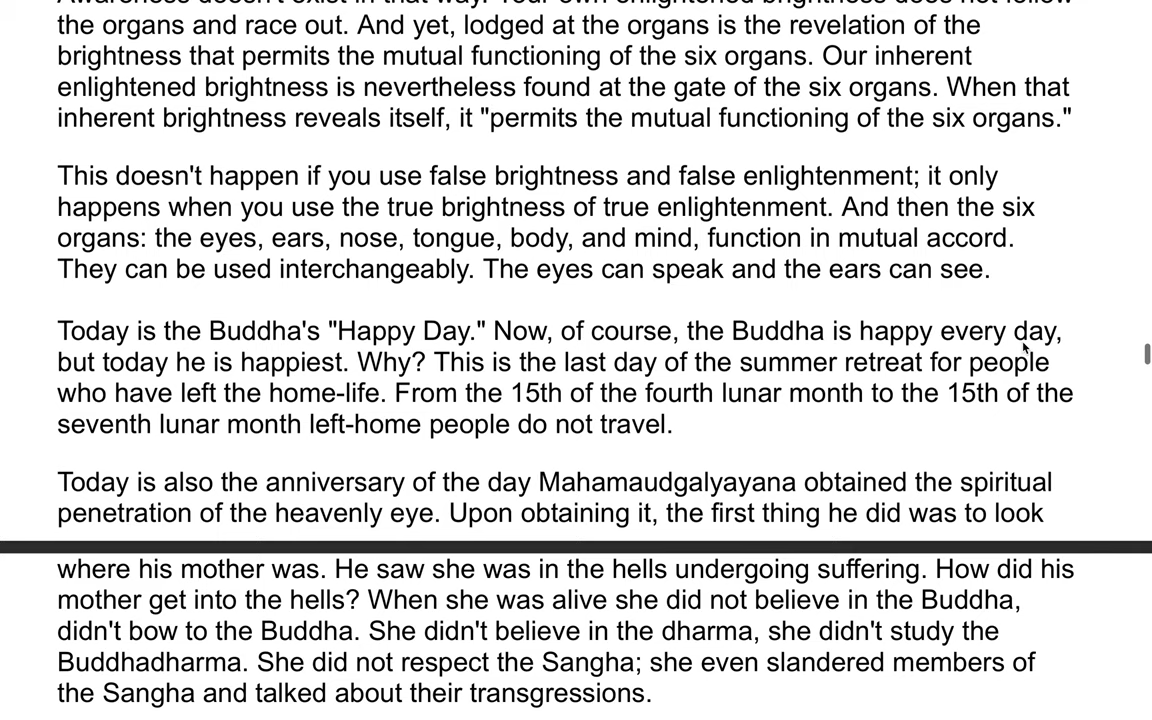 the organs and race out. And yet, lodged at the organs is the revelation of the
brightness that permits the mutual functioning of the six organs. Our inherent
enlightened brightness is nevertheless found at the gate of the six organs. When that
inherent brightness reveals itself, it "permits the mutual functioning of the six organs."
This doesn't happen if you use false brightness and false enlightenment; it only
happens when you use the true brightness of true enlightenment. And then the six
organs: the eyes, ears, nose, tongue, body, and mind, function in mutual accord.
They can be used interchangeably. The eyes can speak and the ears can see.
Today is the Buddha's "Happy Day." Now, of course, the Buddha is happy every day,
but today he is happiest. Why? This is the last day of the summer retreat for people
who have left the home-life. From the 15th of the fourth lunar month to the 15th of the
seventh lunar month left-home people do not travel.
Today is also the anniversary of the day Mahamaudgalyayana obtained the spiritual
penetration of the heavenly eye. Upon obtaining it, the first thing he did was to look
where his mother was. He saw she was in the hells undergoing suffering. How did his
mother get into the hells? When she was alive she did not believe in the Buddha,
didn't bow to the Buddha. She didn't believe in the dharma, she didn't study the
Buddhadharma. She did not respect the Sangha; she even slandered members of
the Sangha and talked about their transgressions.